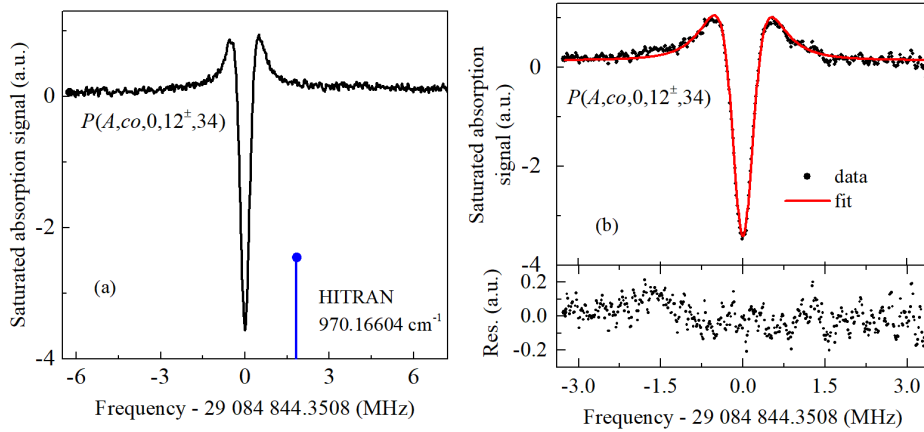 Saturated absorption signal (a.u.)
0
-2
-4
P(A,co,0,12±,34)
(a)
HITRAN
970.16604 cm-1
-6
-3
0
3
6
Frequency - 29 084 844.3508 (MHz)
Saturated absorption
signal (a.u.)
0
-2
-4
P(A,co,0,12±,34)
data
fit
(b)
Res. (a.u.)
0.2
0.0
-0.2
-3.0
-1.5
0.0
1.5
3.0
Frequency - 29 084 844.3508 (MHz)